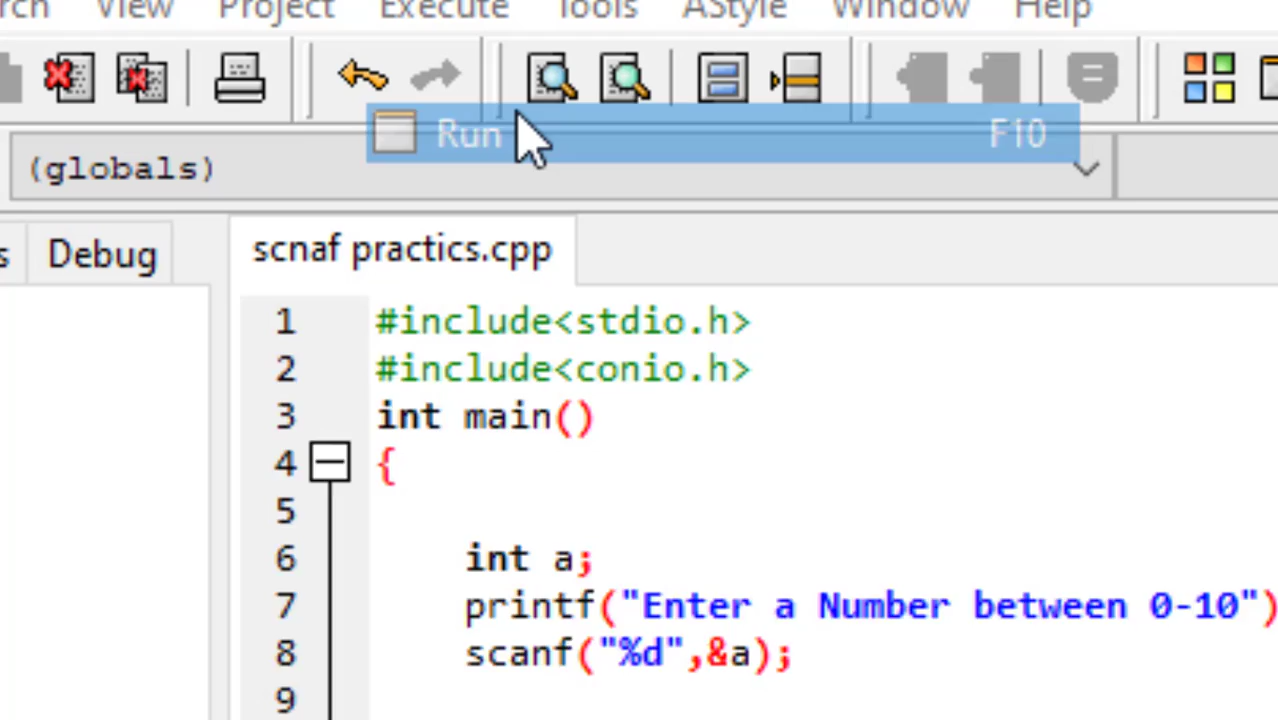 rch View Project Execute Tools AStyle Window Help
Run F10
(globals)
s Debug scnaf practics.cpp
1 #include<stdio.h>
2 #include<conio.h>
3 int main()
4 {
5
6 int a;
7 printf("Enter a Number between 0-10")
8 scanf("%d",&a);
9